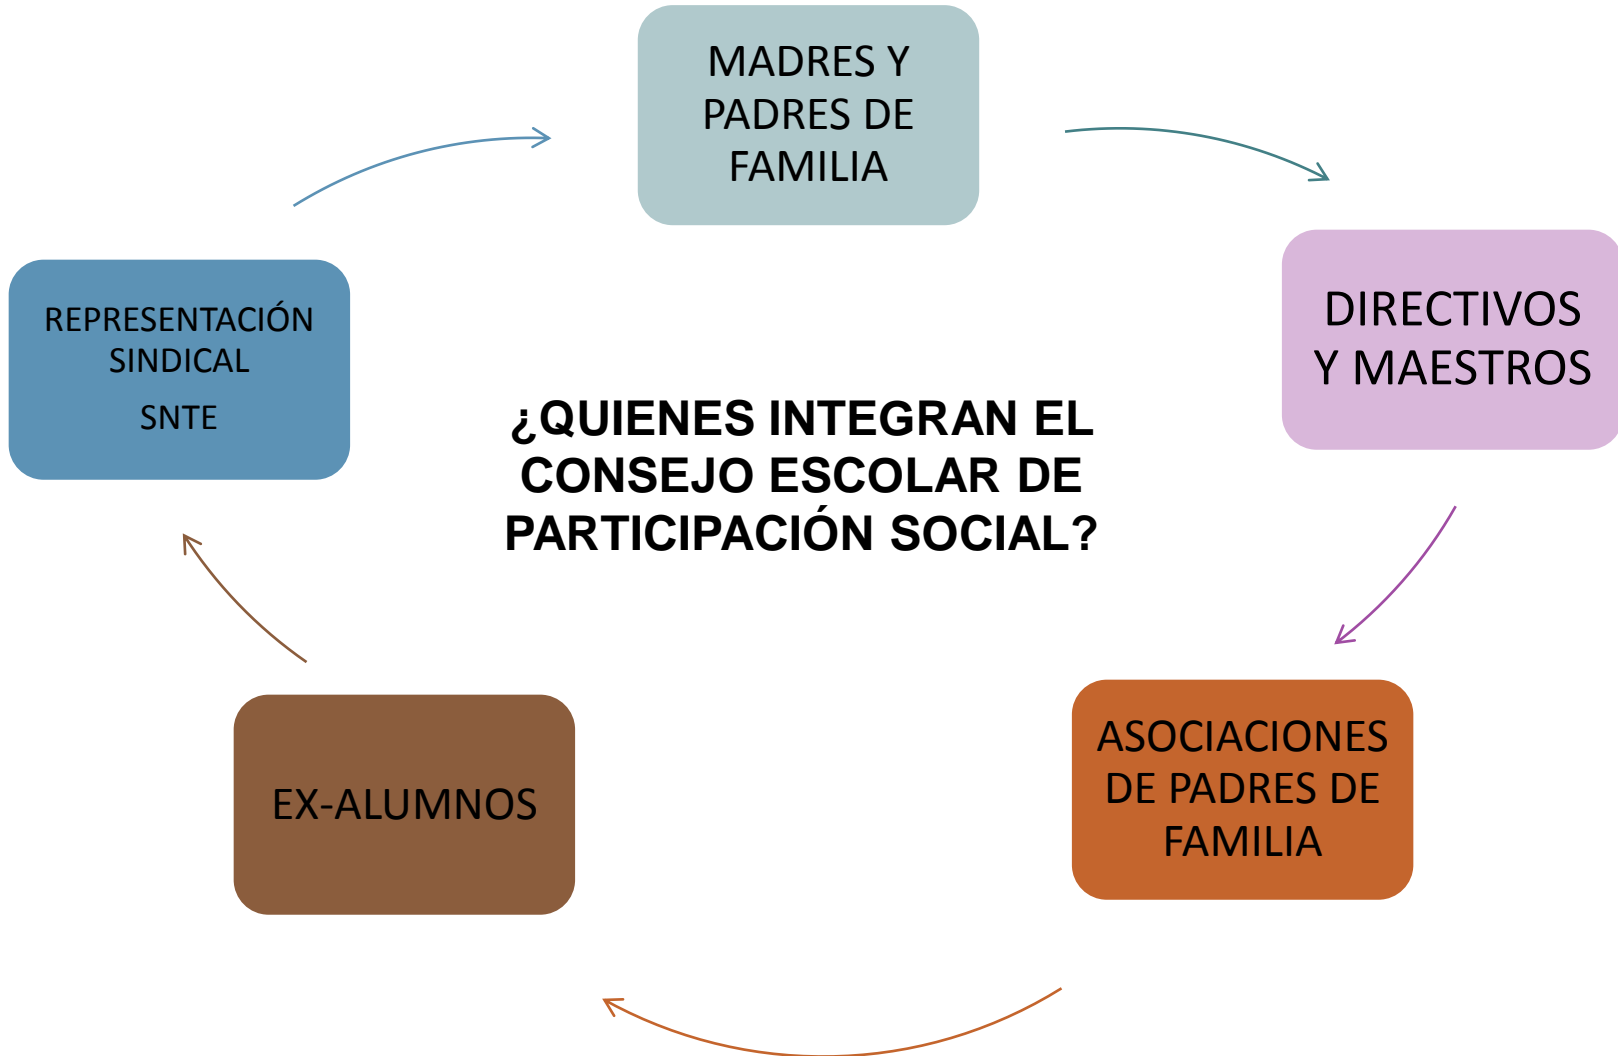 MADRES Y
PADRES DE
FAMILIA
DIRECTIVOS
Y MAESTROS
ASOCIACIONES
DE PADRES DE
FAMILIA
EX-ALUMNOS
REPRESENTACIÓN
SINDICAL
SNTE
¿QUIENES INTEGRAN EL
CONSEJO ESCOLAR DE
PARTICIPACIÓN SOCIAL?